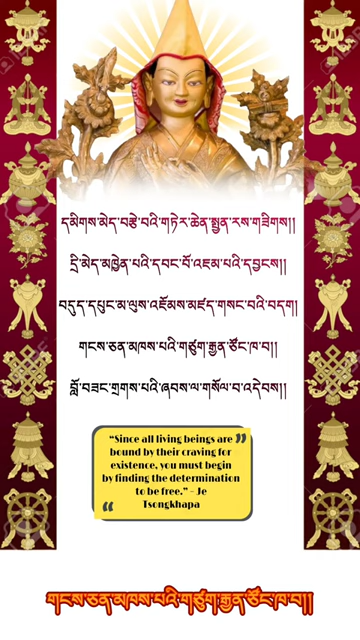 དམིགས་མེད་བརྩེ་བའི་གཏེར་ཆེན་སྤྱན་རས་གཟིགས།།
དྲི་མེད་མཁྱེན་པའི་དབང་པོ་འཇམ་པའི་དབྱངས།།
བདུད་དཔུང་མ་ལུས་འཇོམས་མཛད་གསང་བའི་བདག།
གངས་ཅན་མཁས་པའི་གཙུག་རྒྱན་ཙོང་ཁ་བ།།
བློ་བཟང་གྲགས་པའི་ཞབས་ལ་གསོལ་བ་འདེབས།།
“Since all living beings are
bound by their craving for
existence, you must begin
by finding the determination
to be free.” - Je
Tsongkhapa
གངས་ཅན་མཁས་པའི་གཙུག་རྒྱན་ཙོང་ཁ་བ།།